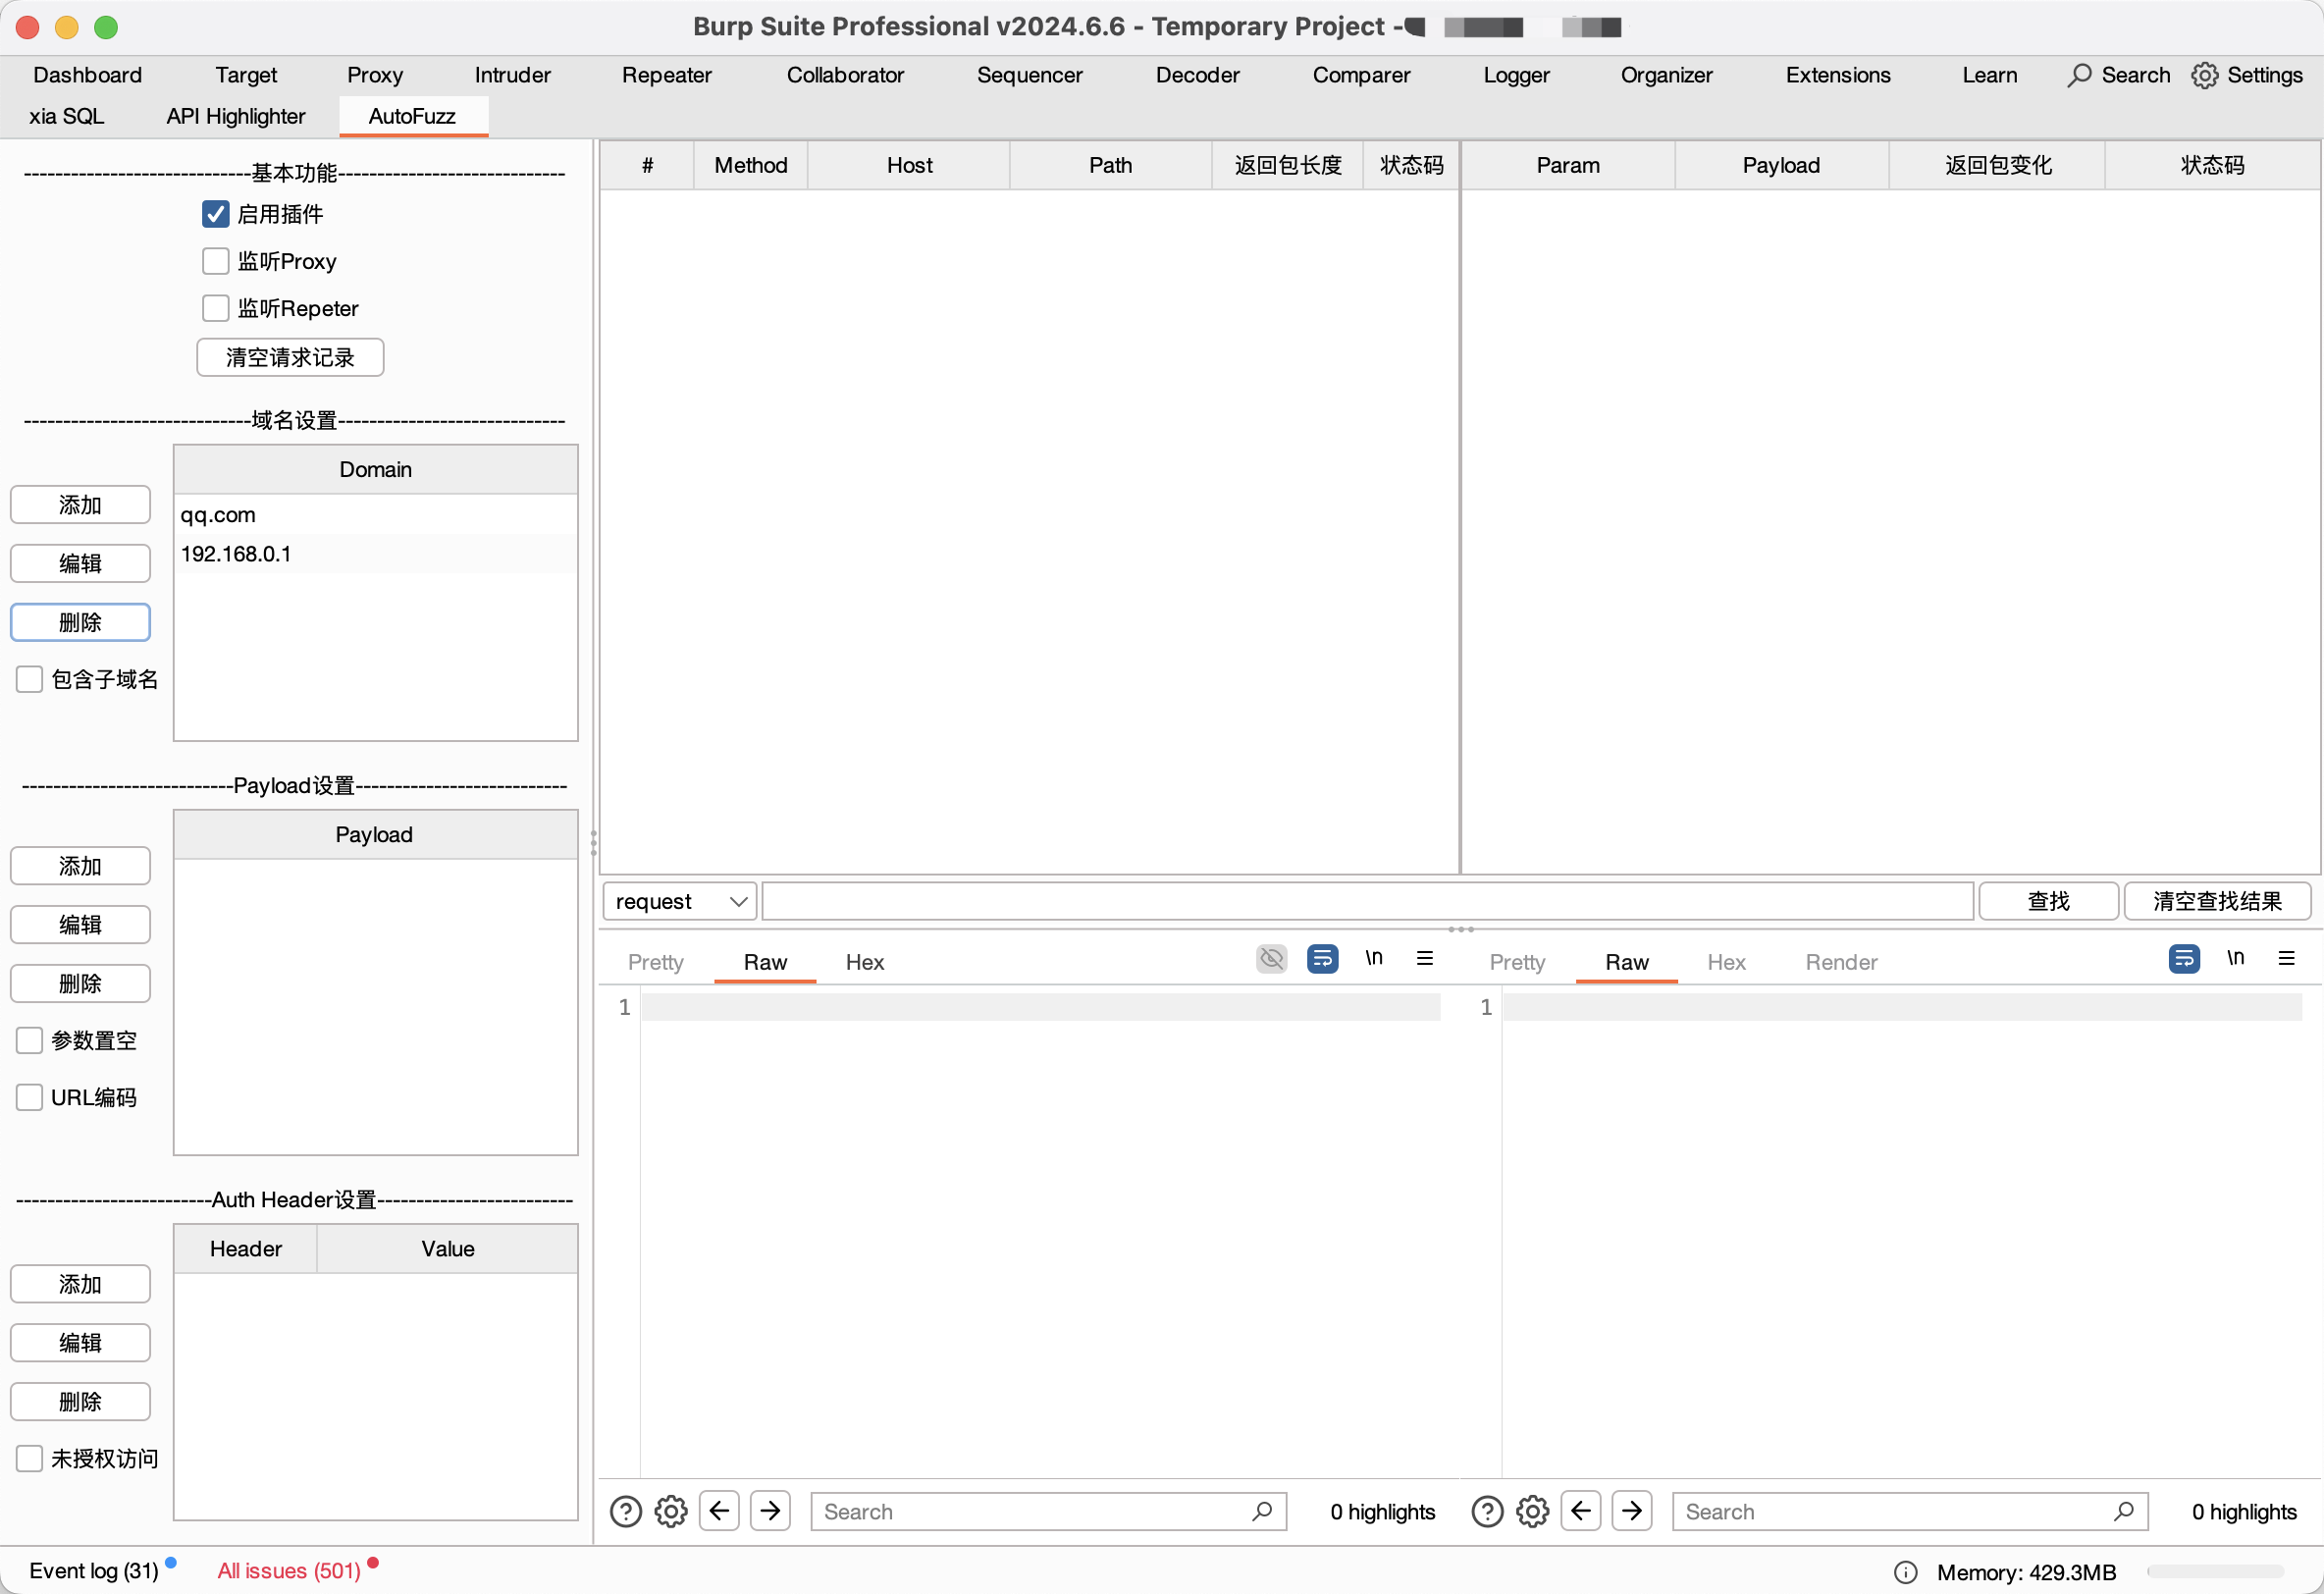 Burp Suite Professional v2024.6.6 - Temporary Project -
Dashboard Target Proxy Intruder Repeater Collaborator Sequencer Decoder Comparer Logger Organizer Extensions Learn Search Settings
xia SQL API Highlighter AutoFuzz
-----------------------------基本功能-----------------------------
启用插件
监听Proxy
监听Repeter
清空请求记录
-----------------------------域名设置-----------------------------
Domain
添加
qq.com
192.168.0.1
编辑
删除
包含子域名
---------------------------Payload设置---------------------------
Payload
添加
编辑
删除
参数置空
URL编码
-------------------------Auth Header设置-------------------------
Header Value
添加
编辑
删除
未授权访问
# Method Host Path 返回包长度 状态码 Param Payload 返回包变化 状态码
request 查找 清空查找结果
Pretty Raw Hex \n Pretty Raw Hex Render \n
1 1
Search 0 highlights Search 0 highlights
Event log (31) All issues (501) Memory: 429.3MB